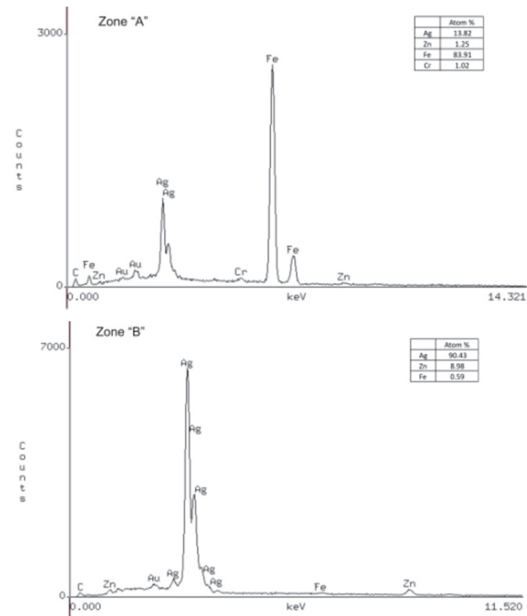 Zone "A"
Atom %
Ag 13.82
Zn 1.25
Fe 83.91
Cr 1.02
3000
Counts
Fe
Ag
Ag
Fe
C
Fe
Zn
Au
Au
Cr
Zn
0
0.000 keV 14.321
Zone "B"
Atom %
Ag 90.43
Zn 8.98
Fe 0.59
7000
Counts
Ag
Ag
Ag
C
Zn
Au
Ag
Ag
Ag
Fe
Zn
0
0.000 keV 11.520